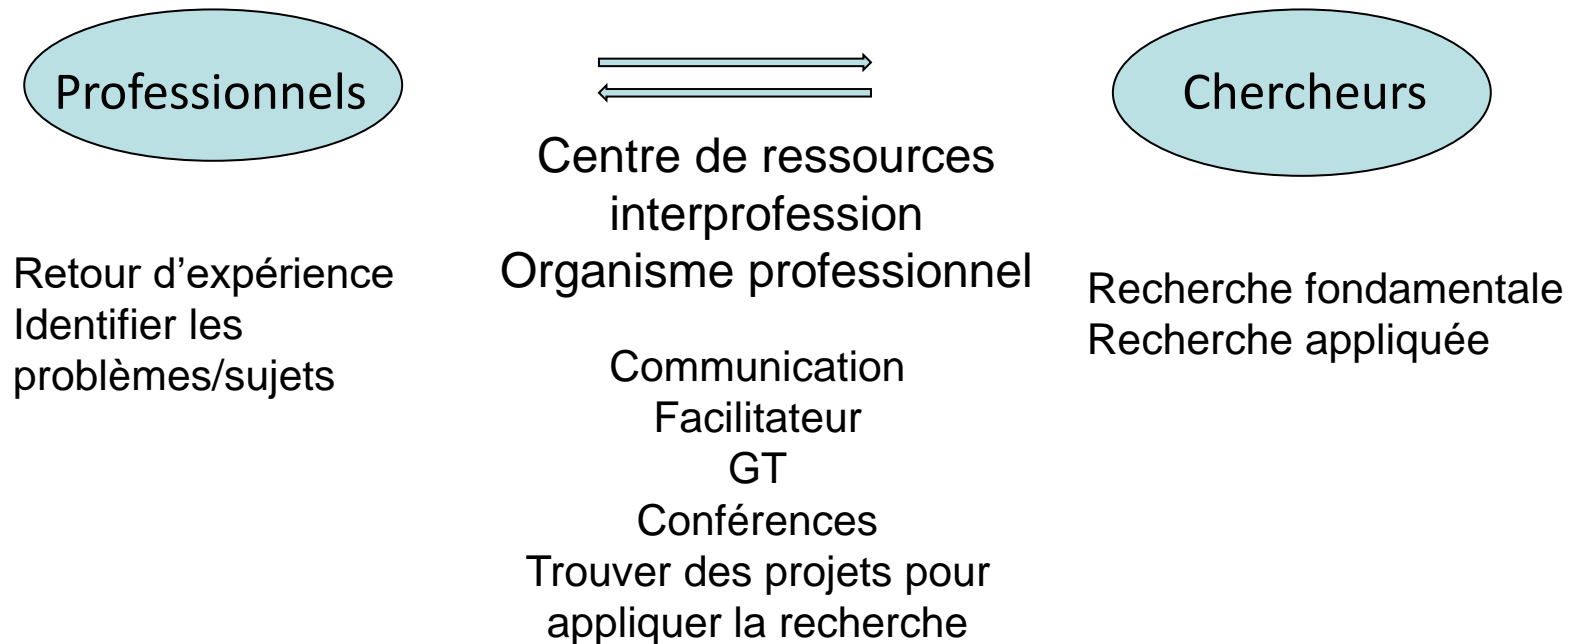 Professionnels
Retour d’expérience
Identifier les
problèmes/sujets
Centre de ressources
interprofession
Organisme professionnel
Communication
Facilitateur
GT
Conférences
Trouver des projets pour
appliquer la recherche
Chercheurs
Recherche fondamentale
Recherche appliquée